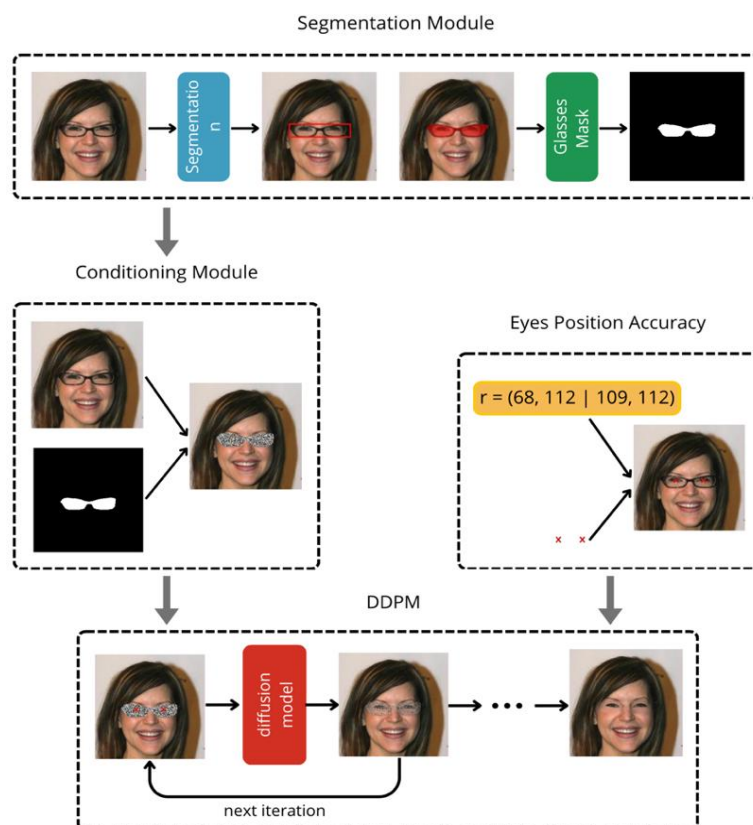 Segmentation Module
Segmentatio
n
Glasses
Mask
Conditioning Module
Eyes Position Accuracy
r = (68, 112 | 109, 112)
x x
DDPM
diffusion
model
next iteration